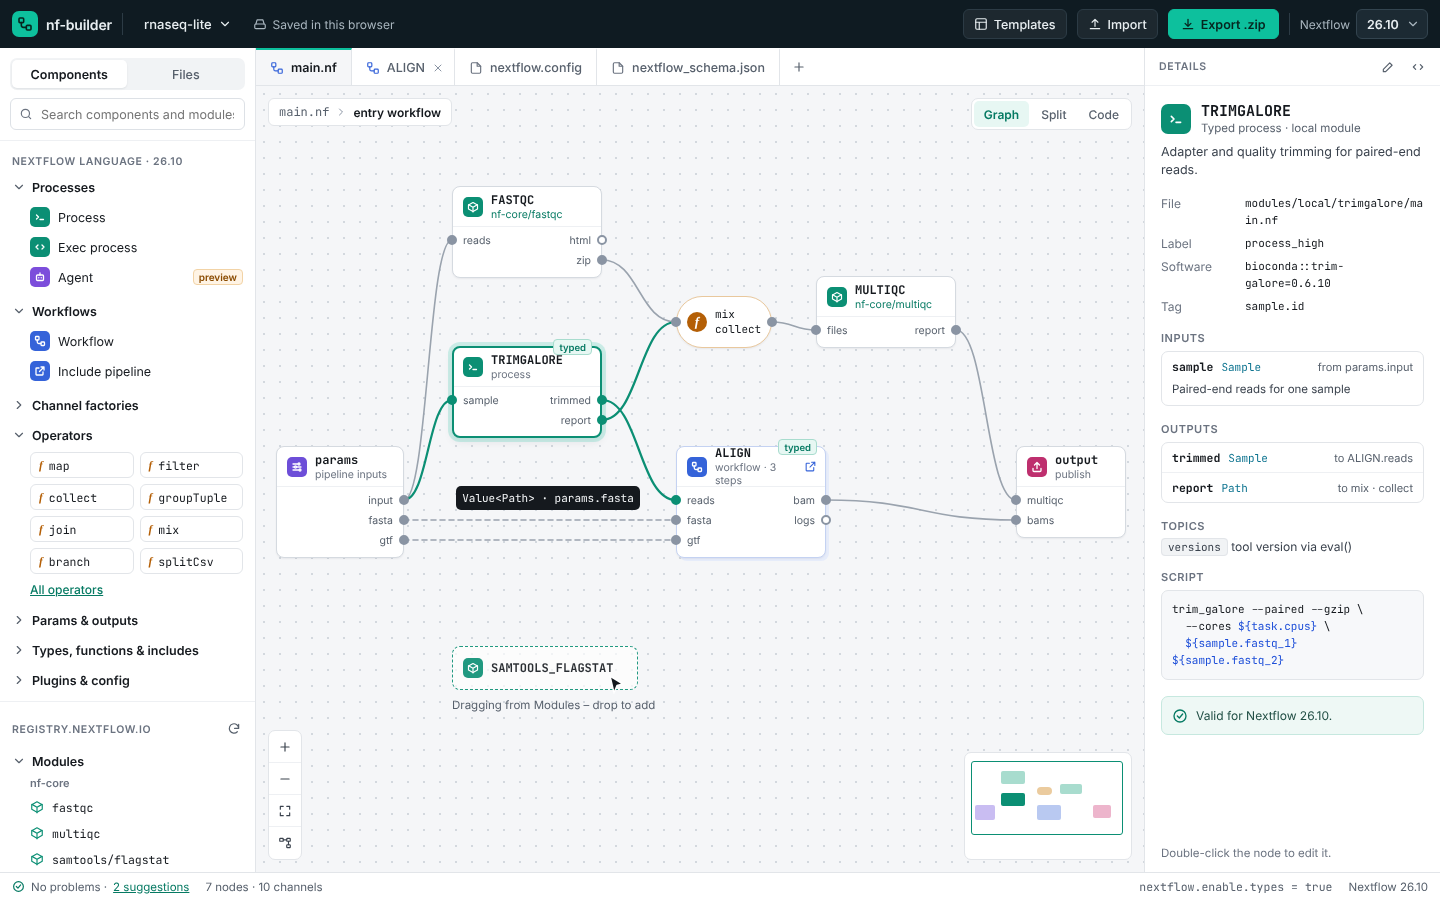 nf-builder
rnaseq-lite
Saved in this browser
Templates
Import
Export .zip
Nextflow
26.10
Components
Files
Search components and modules
NEXTFLOW LANGUAGE · 26.10
Processes
Process
Exec process
Agent
preview
Workflows
Workflow
Include pipeline
Channel factories
Operators
f map
f filter
f collect
f groupTuple
f join
f mix
f branch
f splitCsv
All operators
Params & outputs
Types, functions & includes
Plugins & config
REGISTRY.NEXTFLOW.IO
Modules
nf-core
fastqc
multiqc
samtools/flagstat
main.nf
ALIGN
nextflow.config
nextflow_schema.json
main.nf
entry workflow
Graph
Split
Code
FASTQC
nf-core/fastqc
reads
html
zip
typed
TRIMGALORE
process
sample
trimmed
report
f
mix
collect
MULTIQC
nf-core/multiqc
files
report
params
pipeline inputs
input
fasta
gtf
Value<Path> · params.fasta
typed
ALIGN
workflow · 3
steps
reads
bam
fasta
logs
gtf
output
publish
multiqc
bams
SAMTOOLS_FLAGSTAT
Dragging from Modules – drop to add
DETAILS
TRIMGALORE
Typed process · local module
Adapter and quality trimming for paired-end
reads.
File
modules/local/trimgalore/ma
in.nf
Label
process_high
Software
bioconda::trim-
galore=0.6.10
Tag
sample.id
INPUTS
sample Sample
from params.input
Paired-end reads for one sample
OUTPUTS
trimmed Sample
to ALIGN.reads
report Path
to mix · collect
TOPICS
versions tool version via eval()
SCRIPT
trim_galore --paired --gzip \
--cores ${task.cpus} \
${sample.fastq_1}
${sample.fastq_2}
Valid for Nextflow 26.10.
Double-click the node to edit it.
No problems ·
2 suggestions
7 nodes · 10 channels
nextflow.enable.types = true
Nextflow 26.10